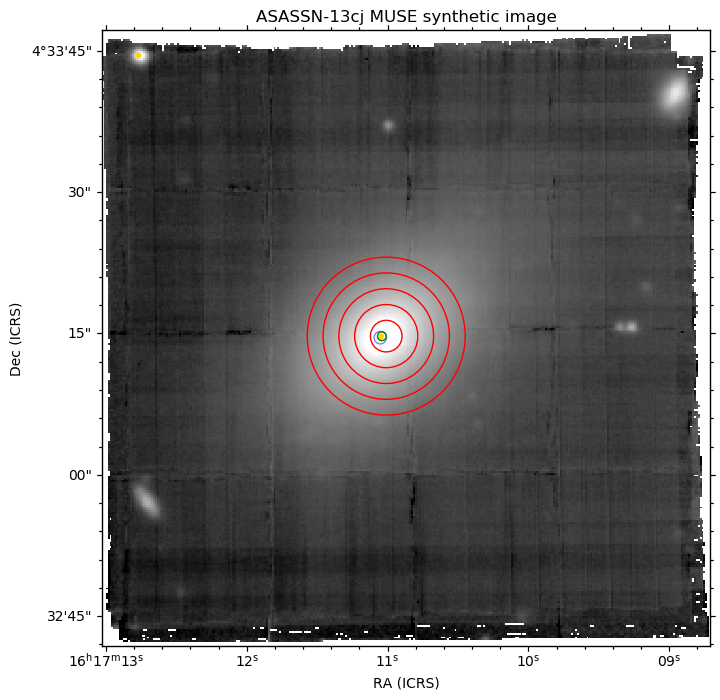 ASASSN-13cj MUSE synthetic image
4°33'45"
30"
15"
00"
32'45"
Dec (ICRS)
16ʰ17ᵐ13ˢ
12ˢ
11ˢ
10ˢ
09ˢ
RA (ICRS)